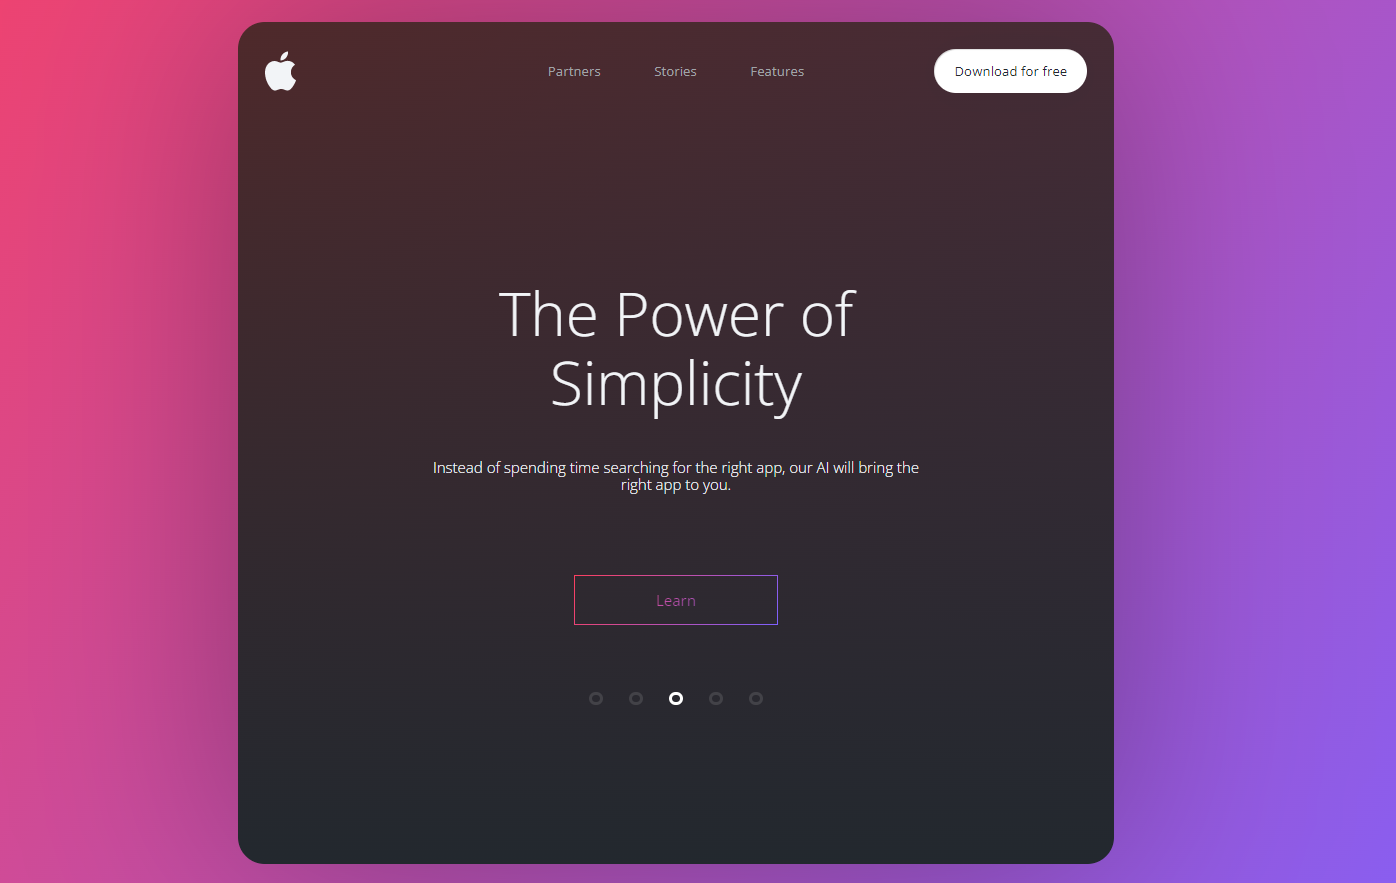 Partners Stories Features Download for free
The Power of
Simplicity
Instead of spending time searching for the right app, our AI will bring the
right app to you.
Learn